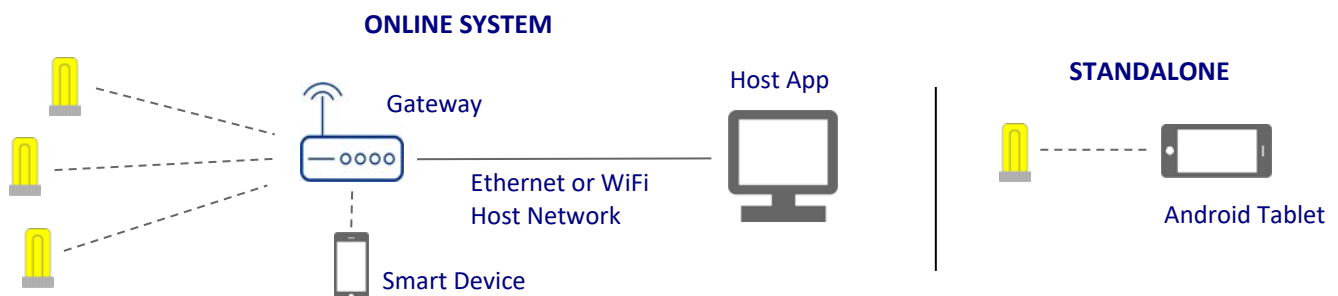 ONLINE SYSTEM
STANDALONE
Host App
Gateway
Ethernet or WiFi
Host Network
Android Tablet
Smart Device